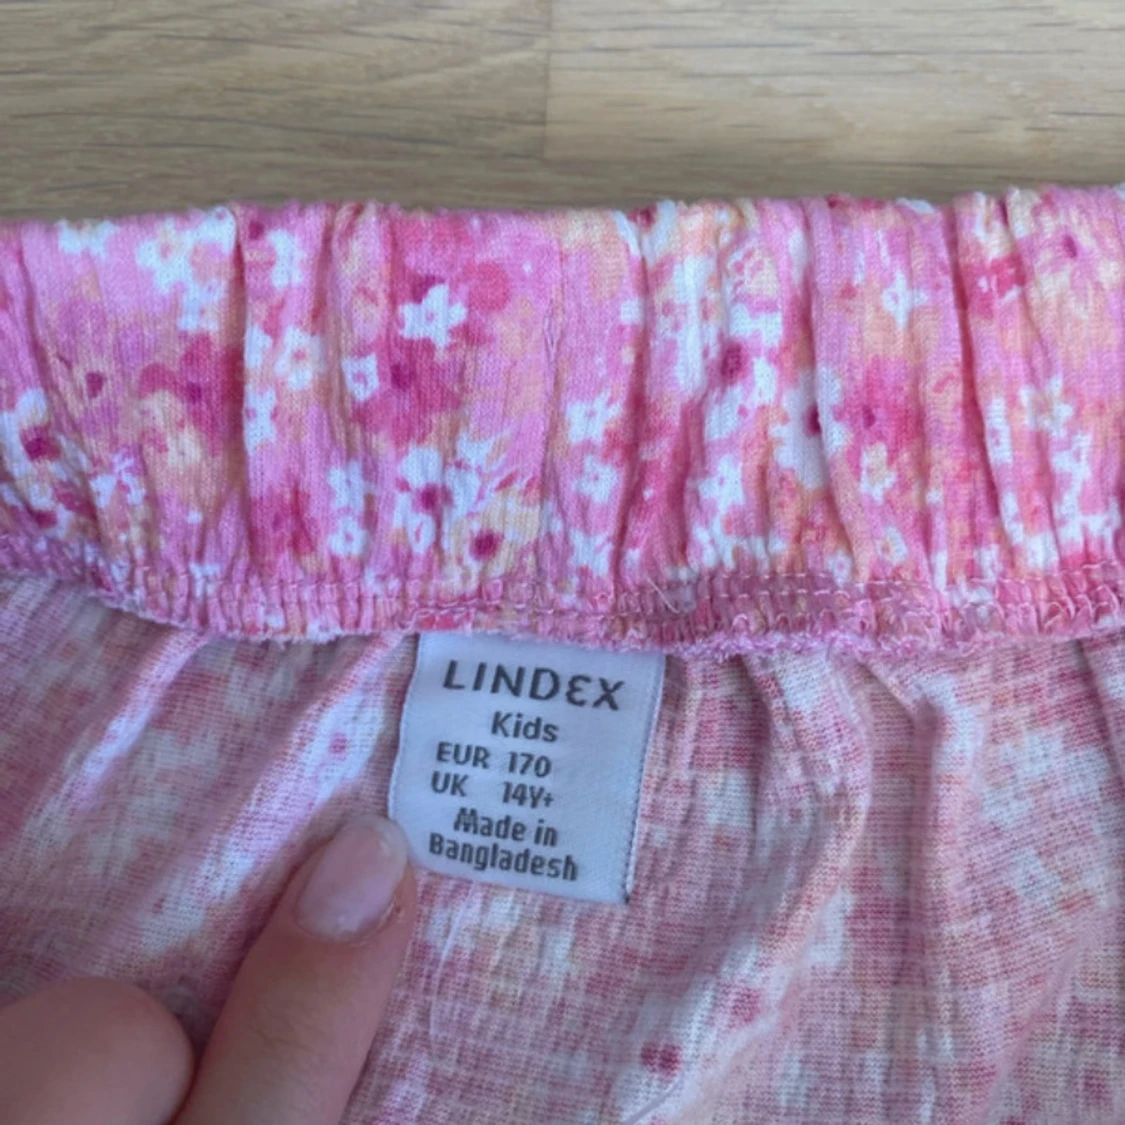 LINDEX
Kids
EUR 170
UK 14Y+
Made in
Bangladesh